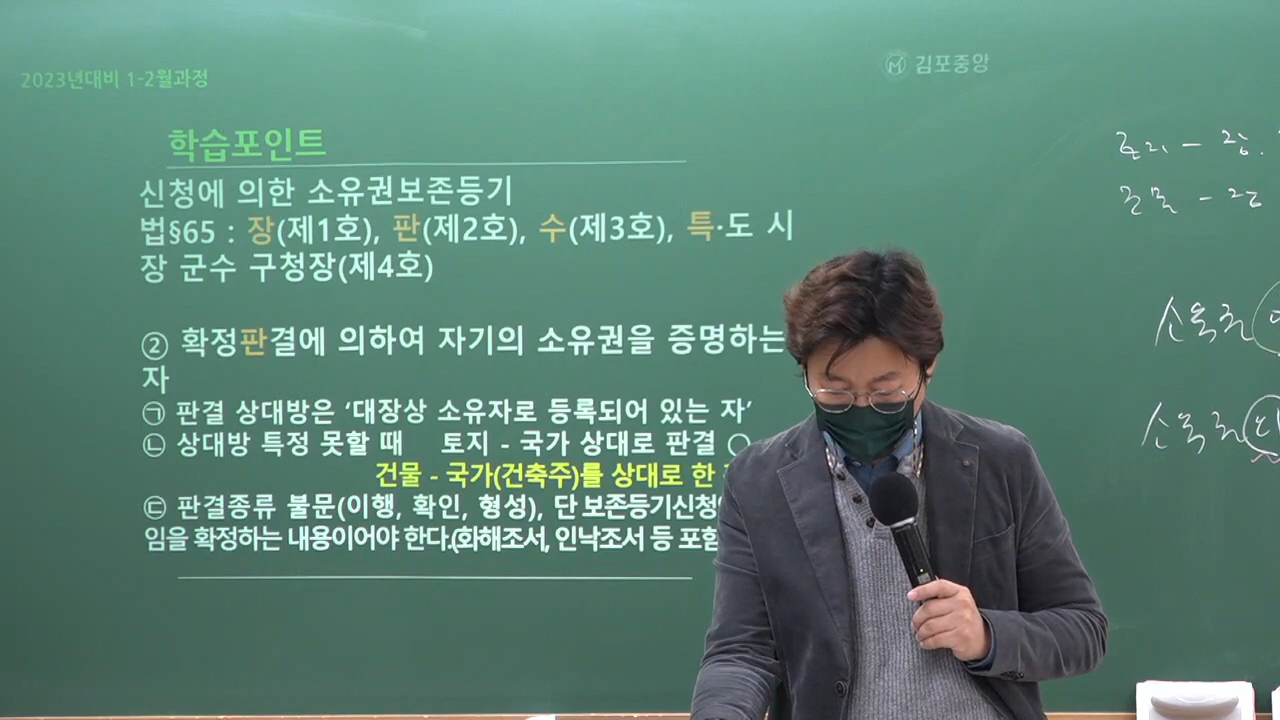 2023년대비 1-2월과정
김포중앙
학습포인트
신청에 의한 소유권보존등기
법§65 : 장(제1호), 판(제2호), 수(제3호), 특·도 시
장 군수 구청장(제4호)
② 확정판결에 의하여 자기의 소유권을 증명하는
자
㉠ 판결 상대방은 ‘대장상 소유자로 등록되어 있는 자’
㉡ 상대방 특정 못할 때 토지 - 국가 상대로 판결 ○
건물 - 국가(건축주)를 상대로 한
㉢ 판결종류 불문(이행, 확인, 형성), 단 보존등기신청
임을 확정하는 내용이어야 한다.(화해조서, 인낙조서 등 포함
소유권
소유권